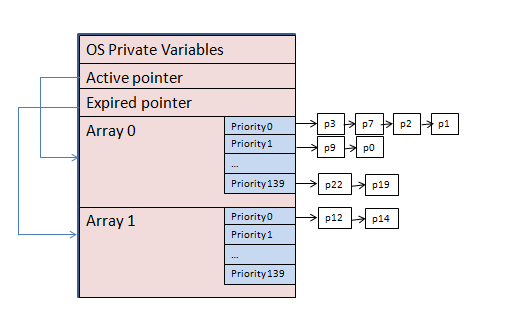 OS Private Variables
Active pointer
Expired pointer
Array 0
Priority0
p3 p7 p2 p1
Priority1
p9 p0
...
Priority139
p22 p19
Array 1
Priority0
p12 p14
Priority1
...
Priority139